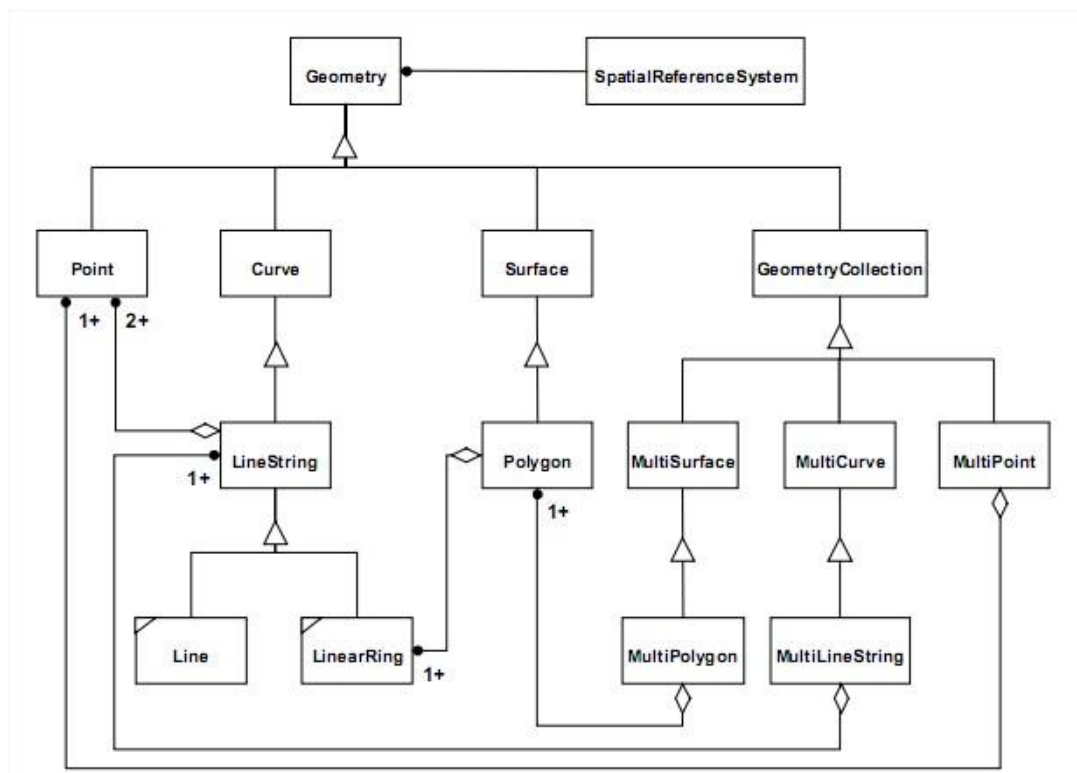 Geometry
SpatialReferenceSystem
Point
Curve
Surface
GeometryCollection
1+
2+
LineString
1+
Polygon
1+
MultiSurface
MultiCurve
MultiPoint
Line
LinearRing
1+
MultiPolygon
MultiLineString